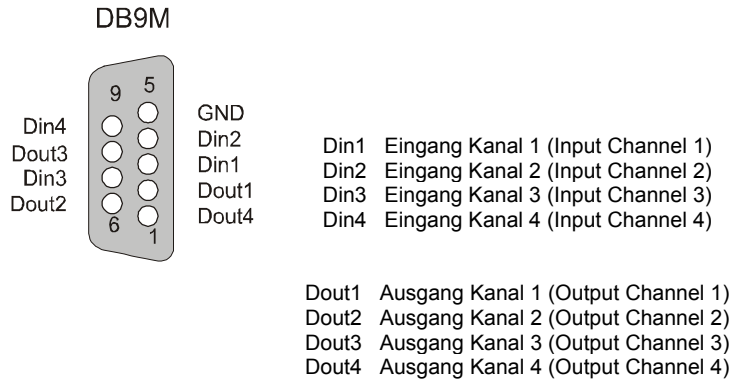 DB9M
9 5
Din4
Dout3
Din3
Dout2
6 1
GND
Din2
Din1
Dout1
Dout4
Din1 Eingang Kanal 1 (Input Channel 1)
Din2 Eingang Kanal 2 (Input Channel 2)
Din3 Eingang Kanal 3 (Input Channel 3)
Din4 Eingang Kanal 4 (Input Channel 4)
Dout1 Ausgang Kanal 1 (Output Channel 1)
Dout2 Ausgang Kanal 2 (Output Channel 2)
Dout3 Ausgang Kanal 3 (Output Channel 3)
Dout4 Ausgang Kanal 4 (Output Channel 4)